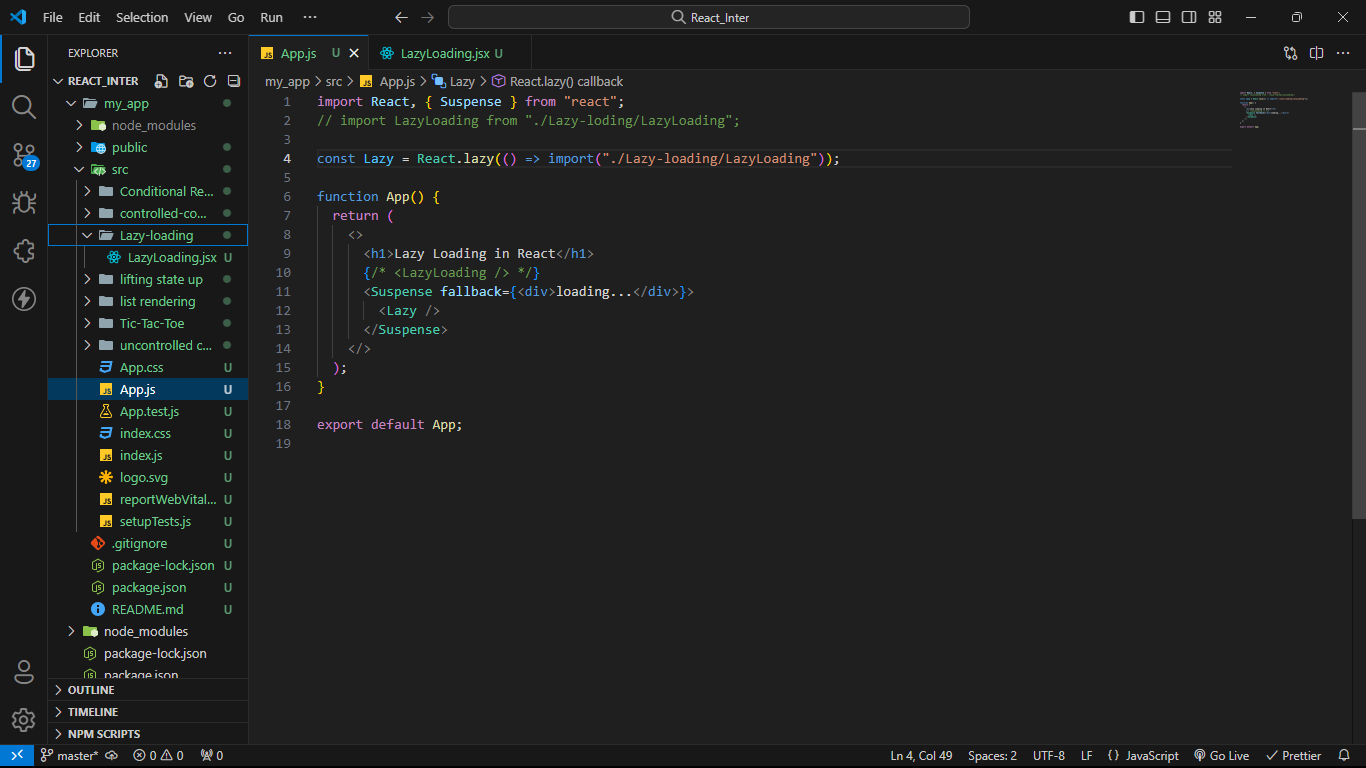 File Edit Selection View Go Run ··· React_Inter
EXPLORER ···
REACT_INTER
my_app
node_modules
public
src
Conditional Re...
controlled-co...
Lazy-loading
LazyLoading.jsx U
lifting state up
list rendering
Tic-Tac-Toe
uncontrolled c...
App.css U
App.js U
App.test.js U
index.css U
index.js U
logo.svg U
reportWebVital... U
setupTests.js U
.gitignore U
package-lock.json U
package.json U
README.md U
node_modules
package-lock.json
package.json
OUTLINE
TIMELINE
NPM SCRIPTS
27
JS App.js U LazyLoading.jsx U
my_app > src > JS App.js > Lazy > React.lazy() callback
1 import React, { Suspense } from "react";
2 // import LazyLoading from "./Lazy-loding/LazyLoading";
3
4 const Lazy = React.lazy(() => import("./Lazy-loading/LazyLoading"));
5
6 function App() {
7 return (
8 <>
9 <h1>Lazy Loading in React</h1>
10 {/* <LazyLoading /> */}
11 <Suspense fallback={<div>loading...</div>}>
12 <Lazy />
13 </Suspense>
14 </>
15 );
16 }
17
18 export default App;
19
master* 0 0 0 Ln 4, Col 49 Spaces: 2 UTF-8 LF {} JavaScript Go Live Prettier